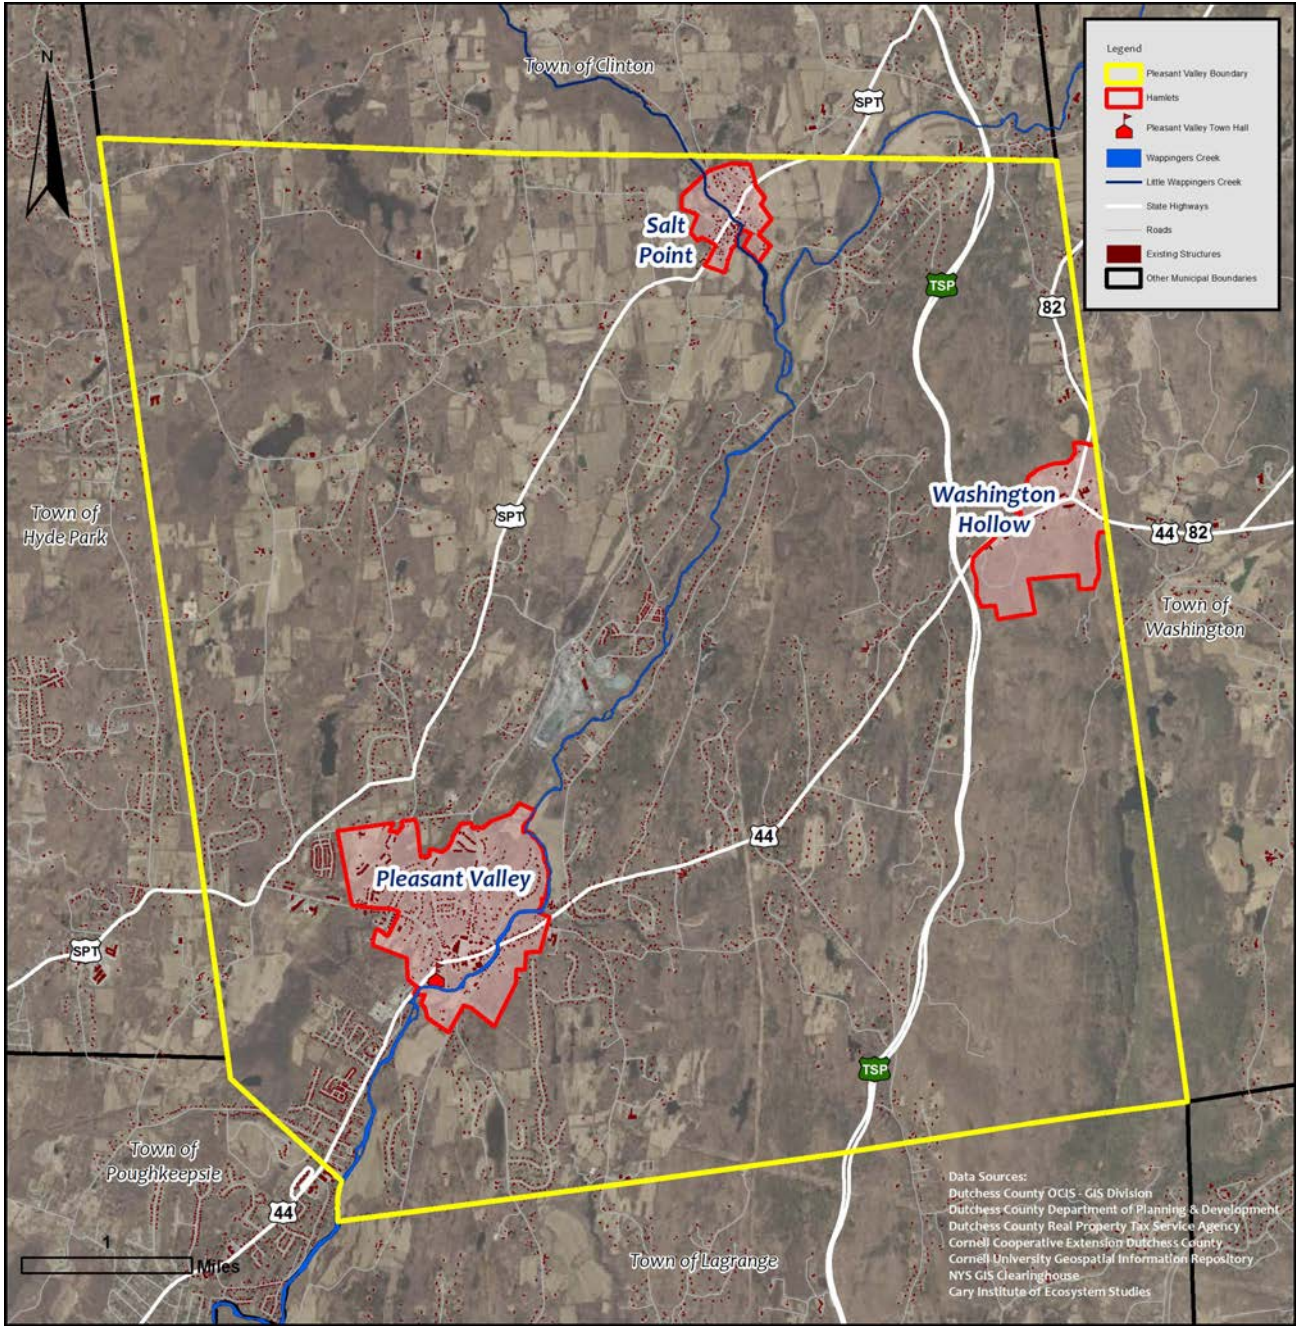 N
Town of Clinton
SPT
Legend
Pleasant Valley Boundary
Hamlets
Pleasant Valley Town Hall
Wappingers Creek
Little Wappingers Creek
State Highways
Roads
Existing Structures
Other Municipal Boundaries
Salt
Point
TSP
82
Washington
Hollow
SPT
Town of
Hyde Park
44 82
Town of
Washington
44
Pleasant Valley
SPT
TSP
Town of
Poughkeepsie
44
1
Miles
Town of Lagrange
Data Sources:
Dutchess County OCIS - GIS Division
Dutchess County Department of Planning & Development
Dutchess County Real Property Tax Service Agency
Cornell Cooperative Extension Dutchess County
Cornell University Geospatial Information Repository
NYS GIS Clearinghouse
Cary Institute of Ecosystem Studies